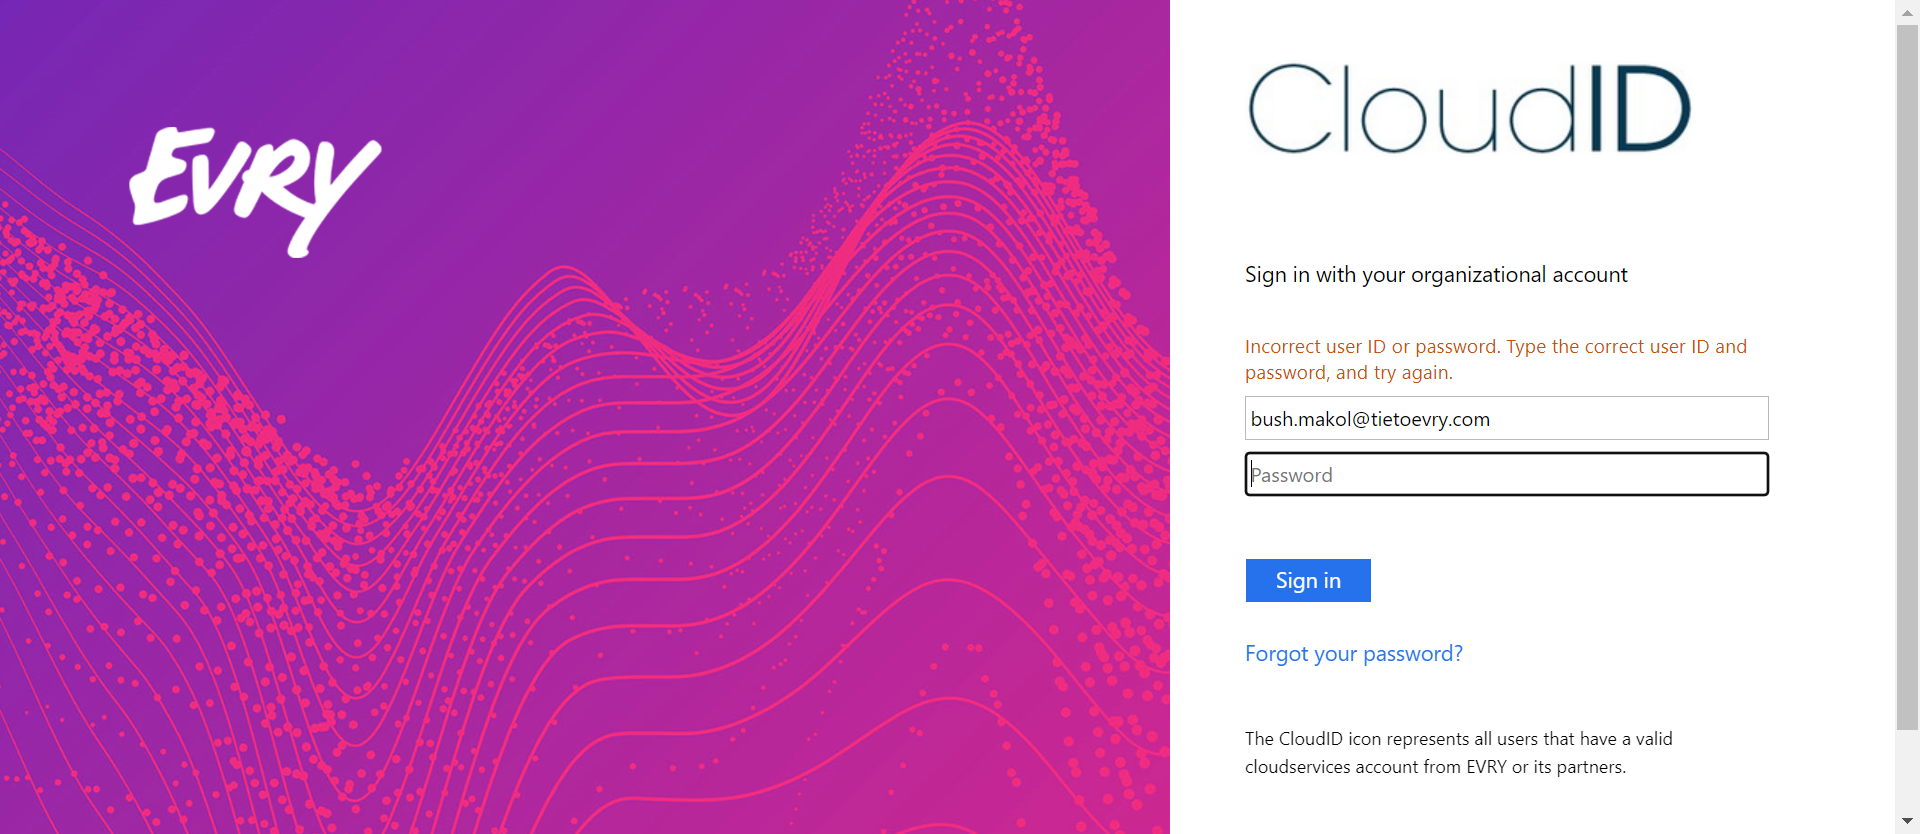 EVRY
CloudID
Sign in with your organizational account
Incorrect user ID or password. Type the correct user ID and
password, and try again.
bush.makol@tietoevry.com
Password
Sign in
Forgot your password?
The CloudID icon represents all users that have a valid
cloudservices account from EVRY or its partners.